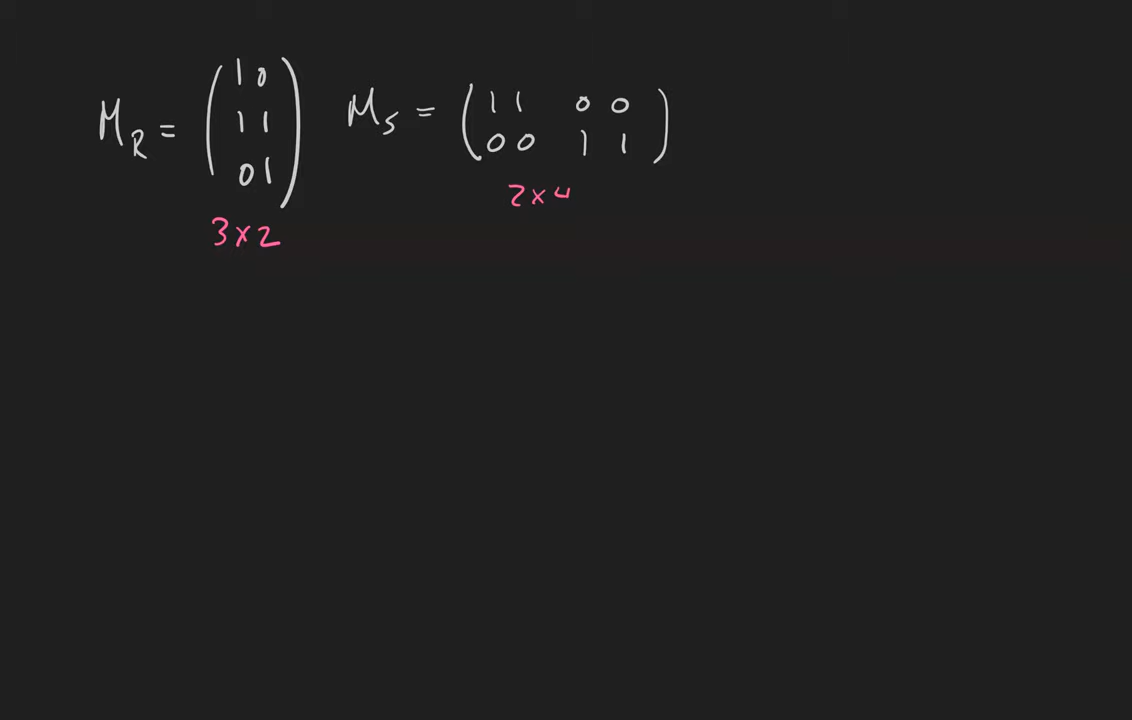 M_R = (1 0 M_S = (1 1 0 0
1 1 0 0 1 1)
0 1)
3×2 2×4